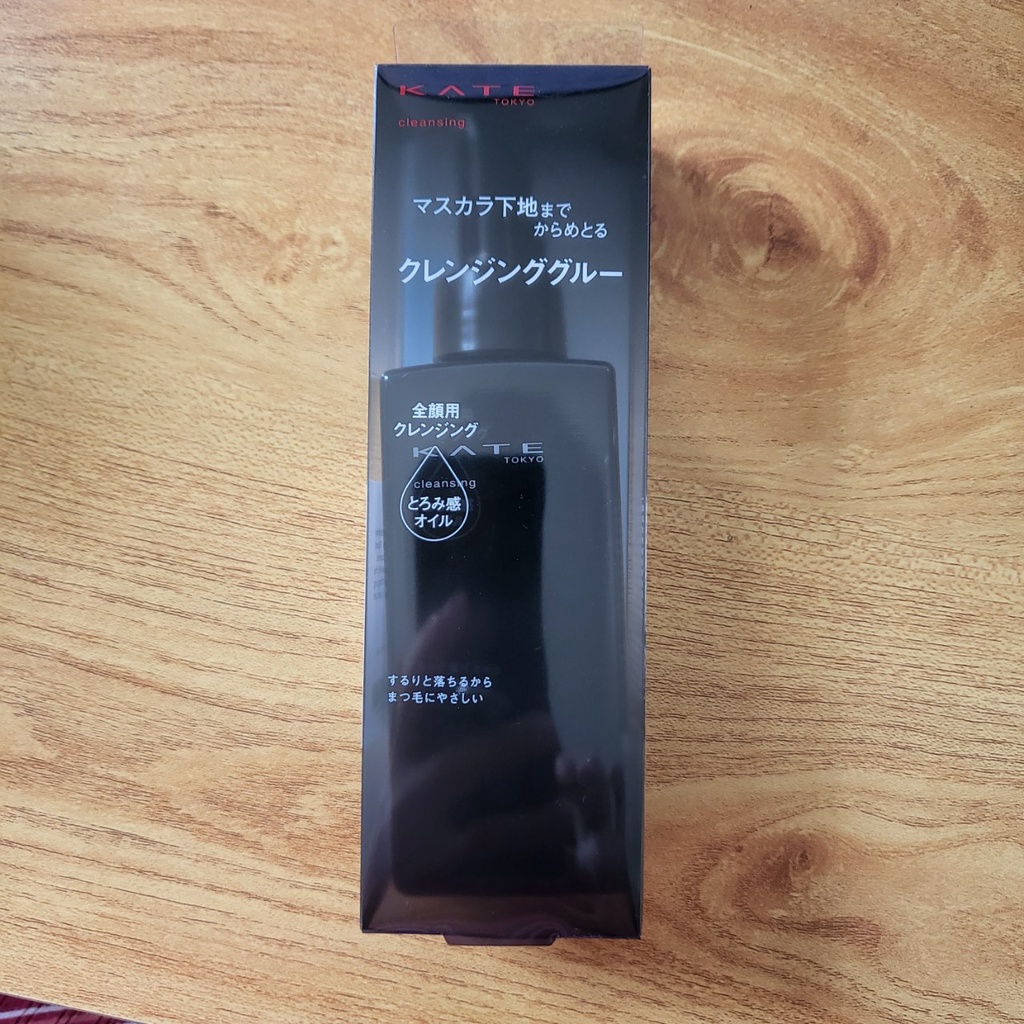 KATE
TOKYO
cleansing
マスカラ下地まで
からめとる
クレンジンググルー
全顔用
クレンジング
KATE
TOKYO
cleansing
とろみ感
オイル
するりと落ちるから
まつ毛にやさしい